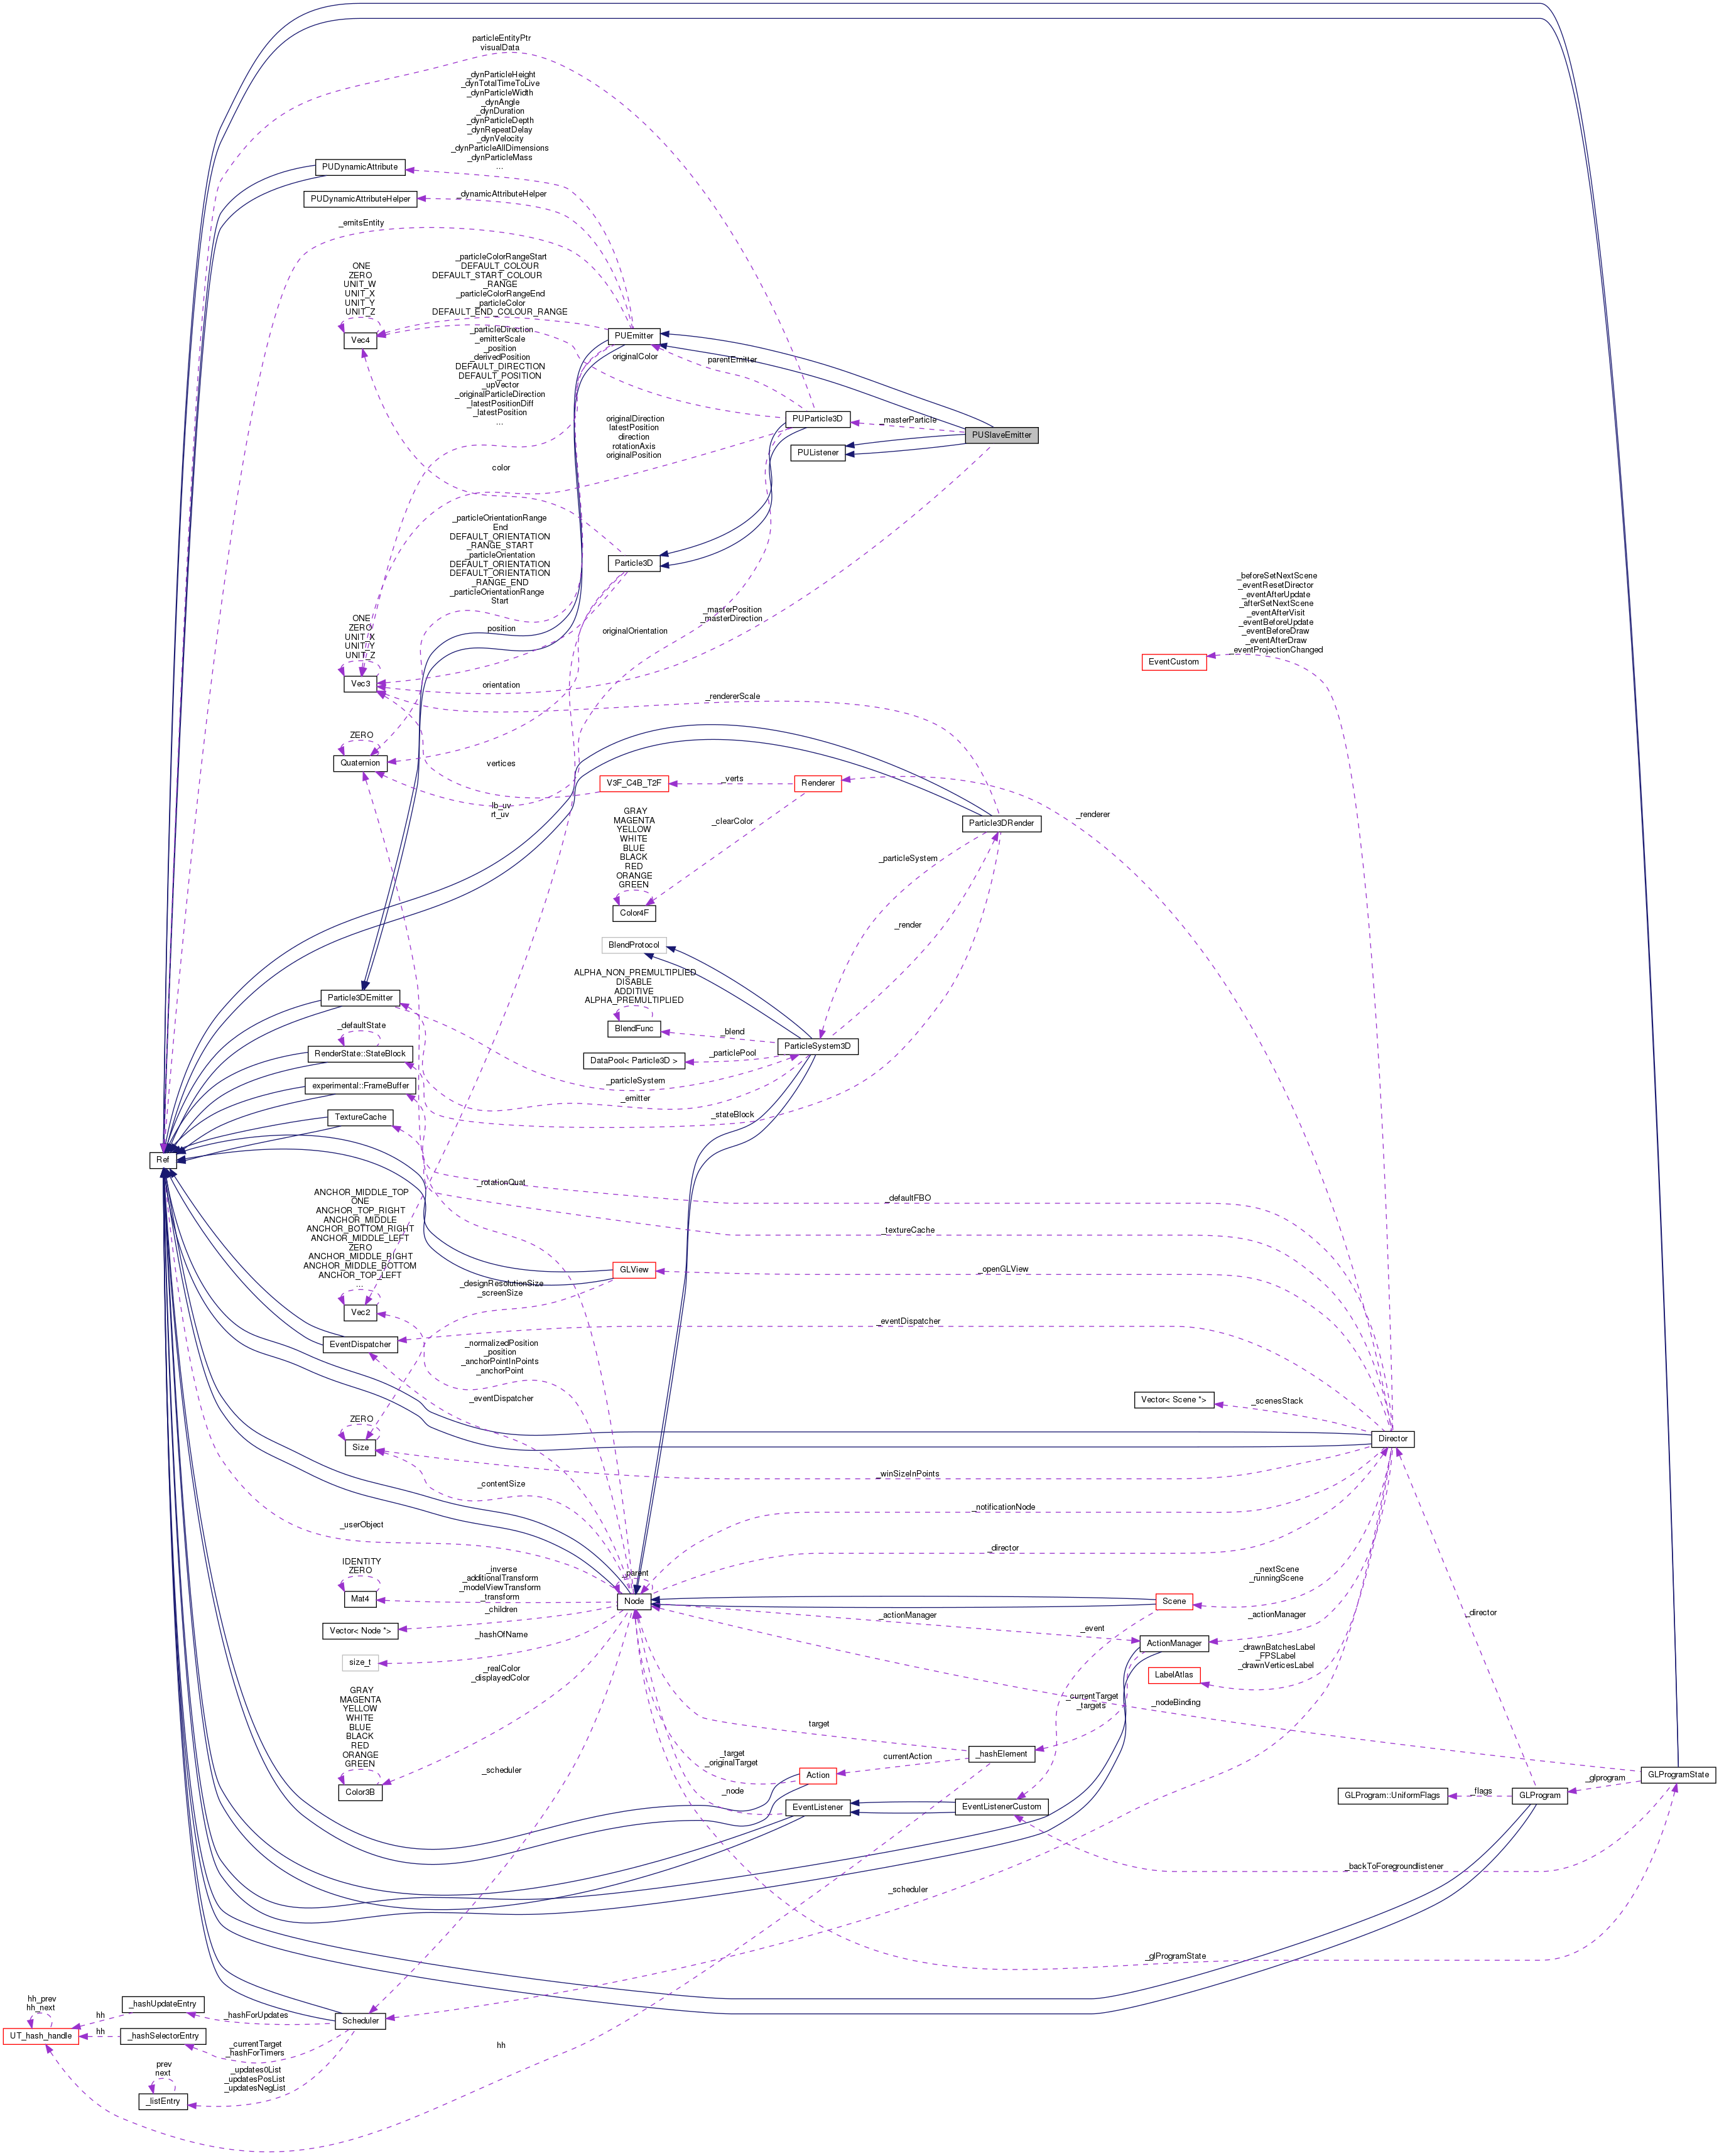 particleEntityPtr
visualData
_dynParticleHeight
_dynTotalTimeToLive
_dynParticleWidth
_dynAngle
_dynDuration
_dynParticleDepth
_dynRepeatDelay
_dynVelocity
_dynParticleAllDimensions
_dynParticleMass
...
PUDynamicAttribute
_dynamicAttributeHelper
PUDynamicAttributeHelper
_emitsEntity
_particleColorRangeStart
DEFAULT_COLOUR
DEFAULT_START_COLOUR
_RANGE
_particleColorRangeEnd
_particleColor
DEFAULT_END_COLOUR_RANGE
ONE
ZERO
UNIT_W
UNIT_X
UNIT_Y
UNIT_Z
Vec4
_particleDirection
_emitterScale
_position
_derivedPosition
DEFAULT_DIRECTION
DEFAULT_POSITION
_upVector
_originalParticleDirection
_latestPositionDiff
_latestPosition
...
PUEmitter
originalColor
parentEmitter
PUParticle3D
_masterParticle
PUSlaveEmitter
PUListener
originalDirection
latestPosition
direction
rotationAxis
originalPosition
color
_particleOrientationRange
End
DEFAULT_ORIENTATION
_RANGE_START
_particleOrientation
DEFAULT_ORIENTATION
DEFAULT_ORIENTATION
_RANGE_END
_particleOrientationRange
Start
Particle3D
_beforeSetNextScene
_eventResetDirector
_eventAfterUpdate
_afterSetNextScene
_eventAfterVisit
_eventBeforeUpdate
_eventBeforeDraw
_eventAfterDraw
_eventProjectionChanged
EventCustom
_masterPosition
_masterDirection
ONE
ZERO
UNIT_X
UNIT_Y
UNIT_Z
Vec3
position
originalOrientation
orientation
_rendererScale
ZERO
Quaternion
vertices
V3F_C4B_T2F
_verts
Renderer
_renderer
lb_uv
rt_uv
GRAY
MAGENTA
YELLOW
WHITE
BLUE
BLACK
RED
ORANGE
GREEN
Color4F
_clearColor
Particle3DRender
_particleSystem
_render
BlendProtocol
ALPHA_NON_PREMULTIPLIED
DISABLE
ADDITIVE
ALPHA_PREMULTIPLIED
BlendFunc
_blend
ParticleSystem3D
DataPool< Particle3D >
_particlePool
Particle3DEmitter
_defaultState
RenderState::StateBlock
experimental::FrameBuffer
TextureCache
_particleSystem
_emitter
_stateBlock
Ref
_rotationQuat
_defaultFBO
_textureCache
ANCHOR_MIDDLE_TOP
ONE
ANCHOR_TOP_RIGHT
ANCHOR_MIDDLE
ANCHOR_BOTTOM_RIGHT
ANCHOR_MIDDLE_LEFT
ZERO
ANCHOR_MIDDLE_RIGHT
ANCHOR_MIDDLE_BOTTOM
ANCHOR_TOP_LEFT
...
Vec2
GLView
_openGLView
_designResolutionSize
_screenSize
EventDispatcher
_eventDispatcher
_normalizedPosition
_position
_anchorPointInPoints
_anchorPoint
_eventDispatcher
Vector< Scene *>
_scenesStack
Director
ZERO
Size
_winSizeInPoints
_contentSize
_notificationNode
_userObject
_director
IDENTITY
ZERO
Mat4
_inverse
_additionalTransform
_modelViewTransform
_transform
_parent
Node
_nextScene
_runningScene
Scene
_children
Vector< Node *>
_actionManager
_event
_actionManager
ActionManager
_hashOfName
size_t
_drawnBatchesLabel
_FPSLabel
_drawnVerticesLabel
LabelAtlas
_realColor
_displayedColor
GRAY
MAGENTA
YELLOW
WHITE
BLUE
BLACK
RED
ORANGE
GREEN
Color3B
_currentTarget
_targets
_nodeBinding
_director
target
_hashElement
currentAction
_target
_originalTarget
Action
_scheduler
_node
EventListener
EventListenerCustom
GLProgram::UniformFlags
_flags
GLProgram
_glprogram
GLProgramState
_backToForegroundlistener
_scheduler
_glProgramState
hh_prev
hh_next
UT_hash_handle
hh
_hashUpdateEntry
_hashForUpdates
Scheduler
hh
_hashSelectorEntry
_currentTarget
_hashForTimers
hh
prev
next
_listEntry
_updates0List
_updatesPosList
_updatesNegList